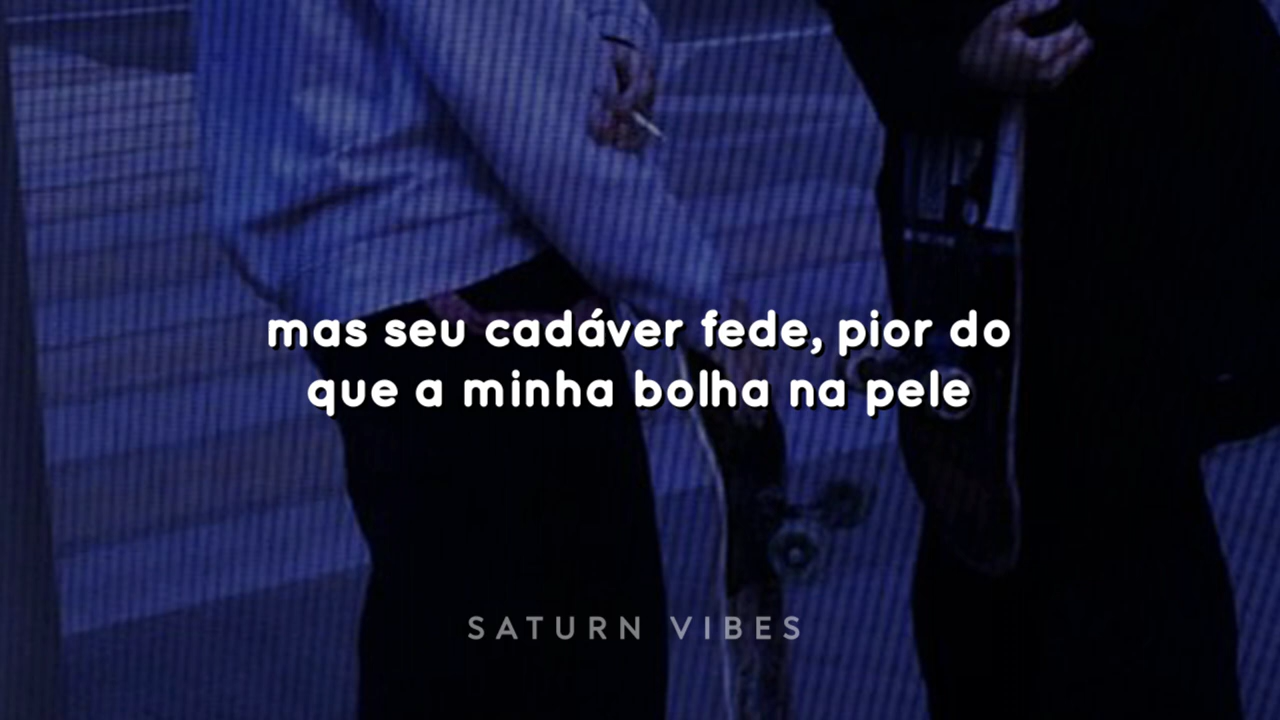 mas seu cadáver fede, pior do
que a minha bolha na pele
SATURN VIBES